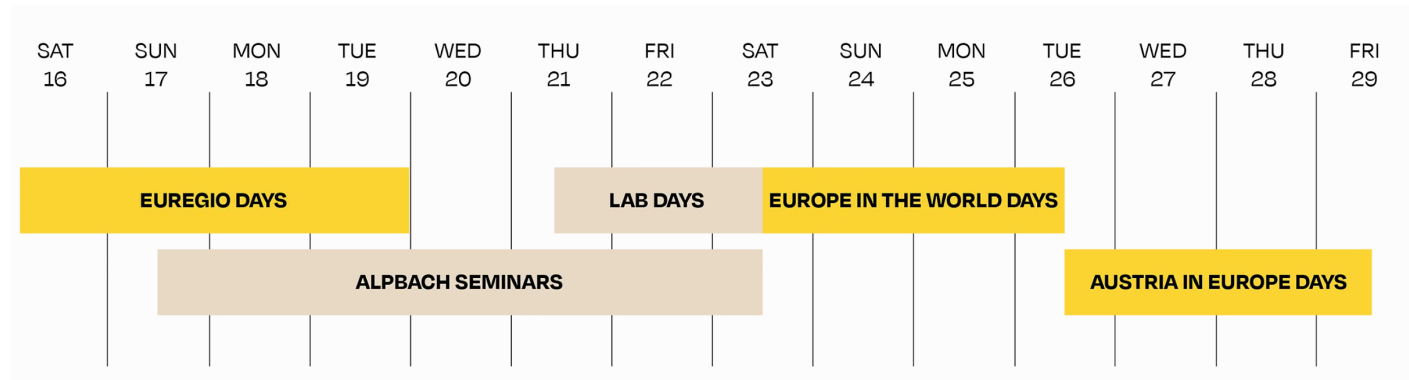 SAT SUN MON TUE WED THU FRI SAT SUN MON TUE WED THU FRI
16 17 18 19 20 21 22 23 24 25 26 27 28 29
EUREGIO DAYS LAB DAYS EUROPE IN THE WORLD DAYS
ALPBACH SEMINARS AUSTRIA IN EUROPE DAYS